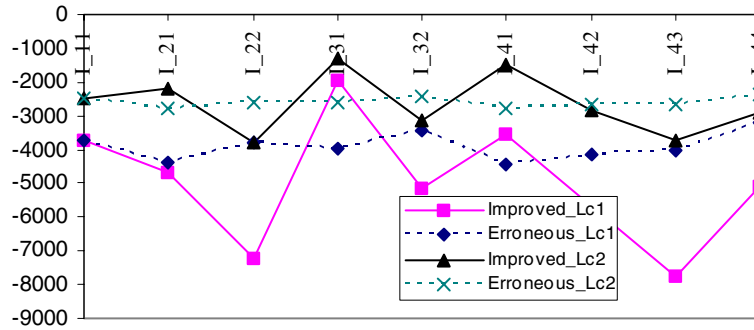 0
-1000
-2000
-3000
-4000
-5000
-6000
-7000
-8000
-9000
I_11
I_21
I_22
I_31
I_32
I_41
I_42
I_43
Improved_Lc1
Erroneous_Lc1
Improved_Lc2
Erroneous_Lc2